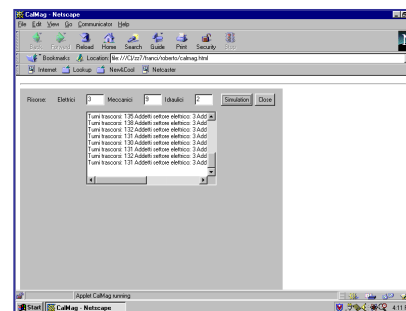 CalMag - Netscape
File Edit View Go Communicator Help
Back Forward Reload Home Search Guide Print Security Stop
Bookmarks Location: file:///C|/zz7/franci/roberto/calmag.html
Internet Lookup New&Cool Netcaster
Risorse: Elettrici 3 Meccanici 9 Idraulici 2 Simulation Close
Turni trascorsi: 135 Addetti settore elettrico: 3 Add
Turni trascorsi: 138 Addetti settore elettrico: 3 Add
Turni trascorsi: 132 Addetti settore elettrico: 3 Add
Turni trascorsi: 131 Addetti settore elettrico: 3 Add
Turni trascorsi: 130 Addetti settore elettrico: 3 Add
Turni trascorsi: 131 Addetti settore elettrico: 3 Add
Turni trascorsi: 132 Addetti settore elettrico: 3 Add
Turni trascorsi: 131 Addetti settore elettrico: 3 Add
Applet CalMag running
Start CalMag - Netscape 4:11 P